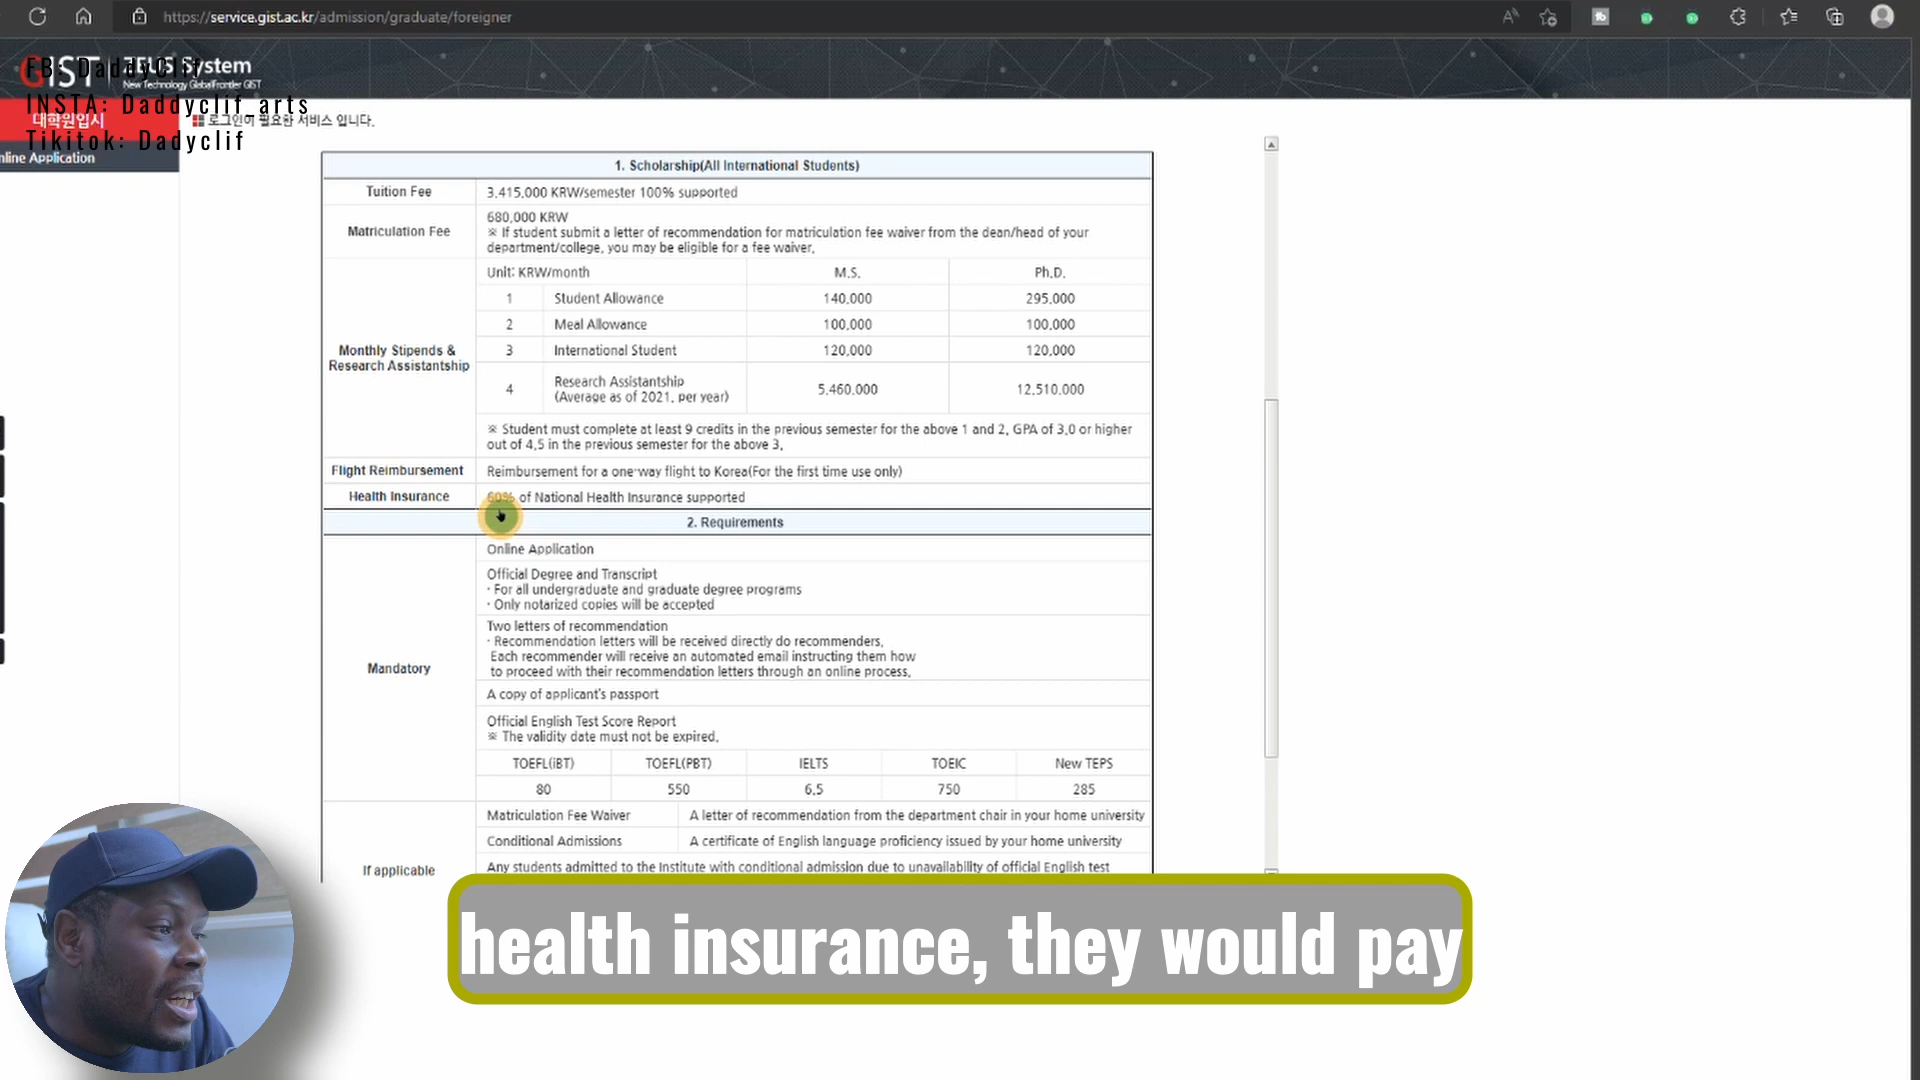 https://service.gist.ac.kr/admission/graduate/foreigner
GIST ZEUS System
New Technology GlobalFrontier GIST
FB: DaddyClif
INSTA: Daddyclif_arts
Tikitok: Dadyclif
대학원입시
로그인이 필요한 서비스 입니다.
nline Application
1. Scholarship(All International Students)
Tuition Fee 3,415,000 KRW/semester 100% supported
Matriculation Fee
680,000 KRW
※ If student submit a letter of recommendation for matriculation fee waiver from the dean/head of your
department/college, you may be eligible for a fee waiver.
Monthly Stipends &
Research Assistantship
Unit: KRW/month M.S. Ph.D.
1 Student Allowance 140,000 295,000
2 Meal Allowance 100,000 100,000
3 International Student 120,000 120,000
4 Research Assistantship
(Average as of 2021, per year) 5,460,000 12,510,000
※ Student must complete at least 9 credits in the previous semester for the above 1 and 2, GPA of 3.0 or higher
out of 4.5 in the previous semester for the above 3.
Flight Reimbursement Reimbursement for a one-way flight to Korea(For the first time use only)
Health Insurance 60% of National Health Insurance supported
2. Requirements
Mandatory
Online Application
Official Degree and Transcript
· For all undergraduate and graduate degree programs
· Only notarized copies will be accepted
Two letters of recommendation
· Recommendation letters will be received directly do recommenders.
Each recommender will receive an automated email instructing them how
to proceed with their recommendation letters through an online process.
A copy of applicant's passport
Official English Test Score Report
※ The validity date must not be expired.
TOEFL(iBT) TOEFL(PBT) IELTS TOEIC New TEPS
80 550 6.5 750 285
If applicable
Matriculation Fee Waiver A letter of recommendation from the department chair in your home university
Conditional Admissions A certificate of English language proficiency issued by your home university
Any students admitted to the Institute with conditional admission due to unavailability of official English test
health insurance, they would pay